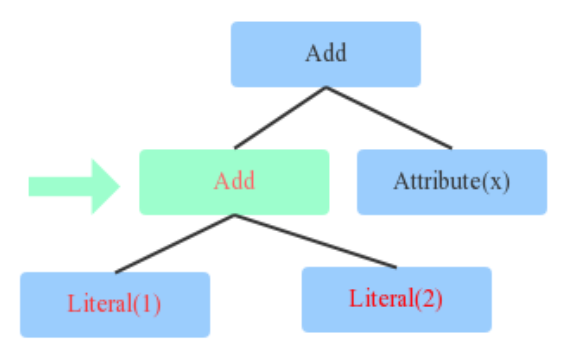 Add
Add
Attribute(x)
Literal(1)
Literal(2)